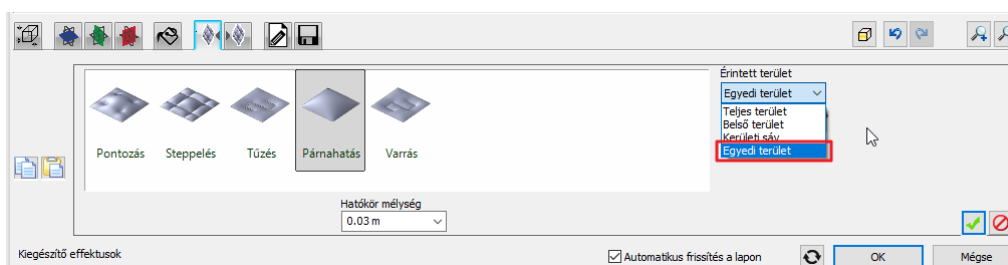 Érintett terület
Egyedi terület
Teljes terület
Belső terület
Kerületi sáv
Egyedi terület
Pontozás Steppelés Tűzés Párnahatás Varrás
Hatókör mélység
0.03 m
Kiegészítő effektusok
Automatikus frissítés a lapon
OK
Mégse